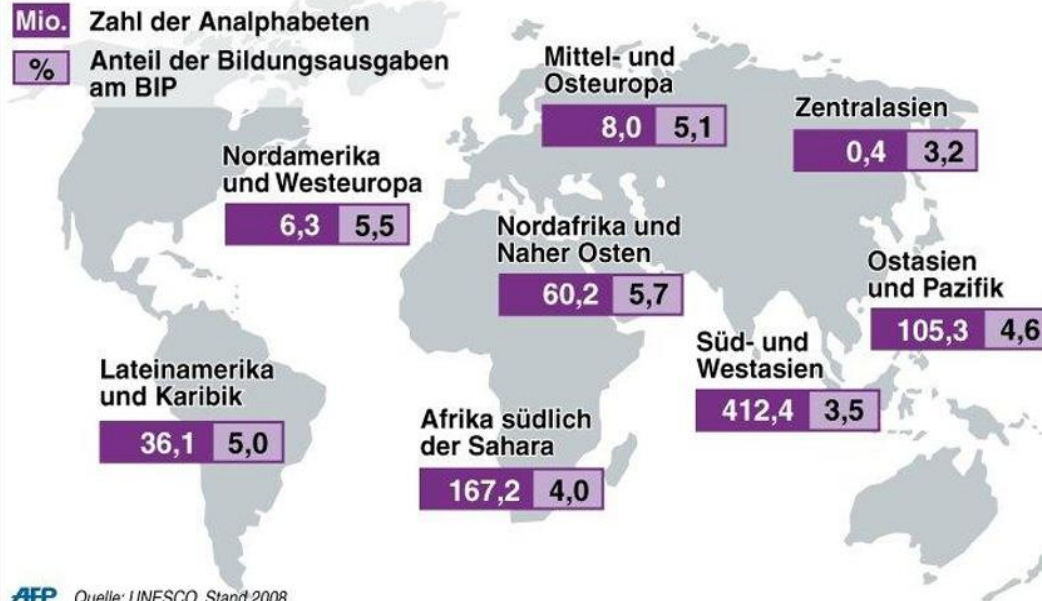 Mio. Zahl der Analphabeten
% Anteil der Bildungsausgaben
am BIP
Mittel- und
Osteuropa
8,0 5,1
Zentralasien
0,4 3,2
Nordamerika
und Westeuropa
6,3 5,5
Nordafrika und
Naher Osten
60,2 5,7
Ostasien
und Pazifik
105,3 4,6
Süd- und
Westasien
412,4 3,5
Lateinamerika
und Karibik
36,1 5,0
Afrika südlich
der Sahara
167,2 4,0
AFP Quelle: UNESCO, Stand 2008